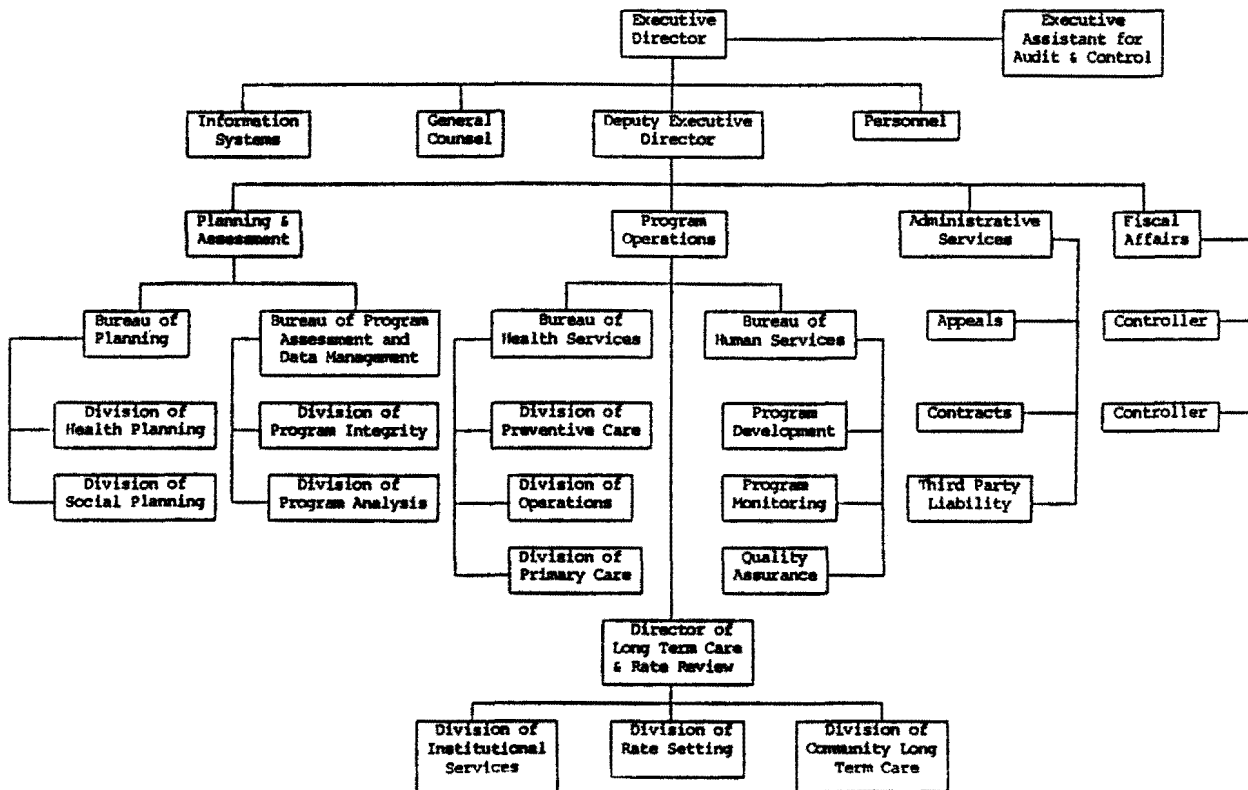 Executive
Director
Executive
Assistant for
Audit & Control
Information
Systems
General
Counsel
Deputy Executive
Director
Personnel
Planning &
Assessment
Program
Operations
Administrative
Services
Fiscal
Affairs
Bureau of
Planning
Bureau of Program
Assessment and
Data Management
Bureau of
Health Services
Bureau of
Human Services
Appeals
Controller
Division of
Health Planning
Division of
Program Integrity
Division of
Preventive Care
Program
Development
Contracts
Controller
Division of
Social Planning
Division of
Program Analysis
Division of
Operations
Program
Monitoring
Third Party
Liability
Division of
Primary Care
Quality
Assurance
Director of
Long Term Care
& Rate Review
Division of
Institutional
Services
Division of
Rate Setting
Division of
Community Long
Term Care